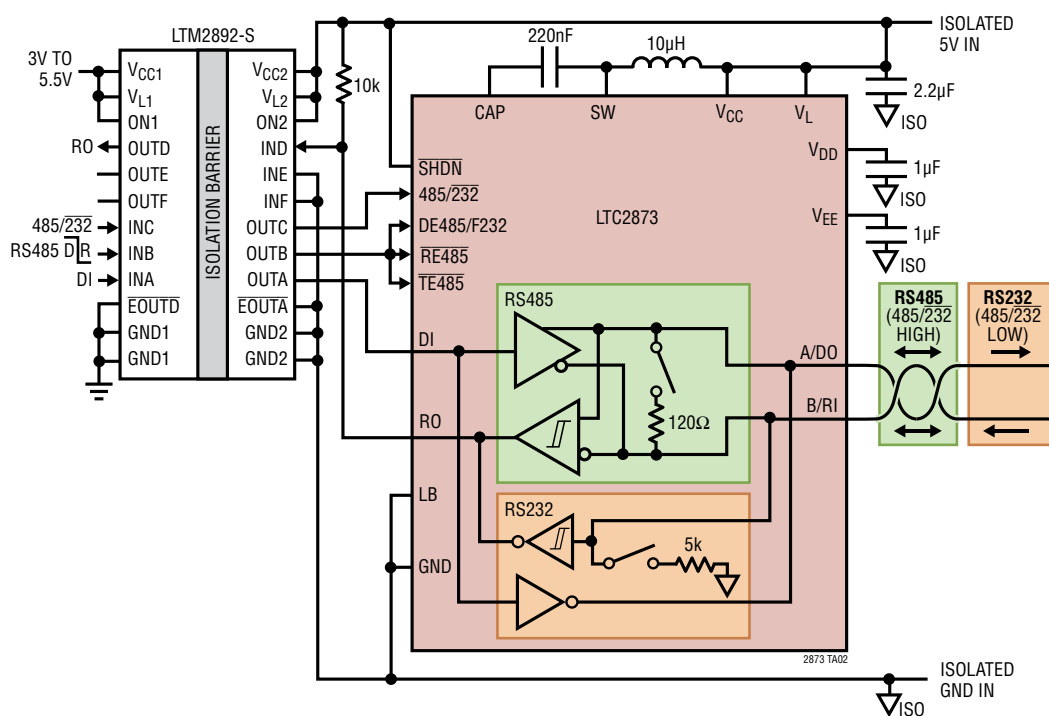 LTM2892-S
3V TO
5.5V
VCC1
VL1
ON1
RO
OUTD
OUTE
OUTF
485/232
INC
RS485 DIR
INB
DI
INA
EOUTD
GND1
GND1
ISOLATION BARRIER
VCC2
VL2
ON2
IND
INE
INF
OUTC
OUTB
OUTA
EOUTA
GND2
GND2
10k
220nF
10µH
ISOLATED
5V IN
2.2µF
ISO
CAP
SW
VCC
VL
VDD
1µF
ISO
VEE
1µF
ISO
SHDN
485/232
DE485/F232
RE485
TE485
LTC2873
RS485
DI
RO
120Ω
A/DO
B/RI
RS485
(485/232
HIGH)
RS232
(485/232
LOW)
LB
GND
RS232
5k
2873 TA02
ISOLATED
GND IN
ISO